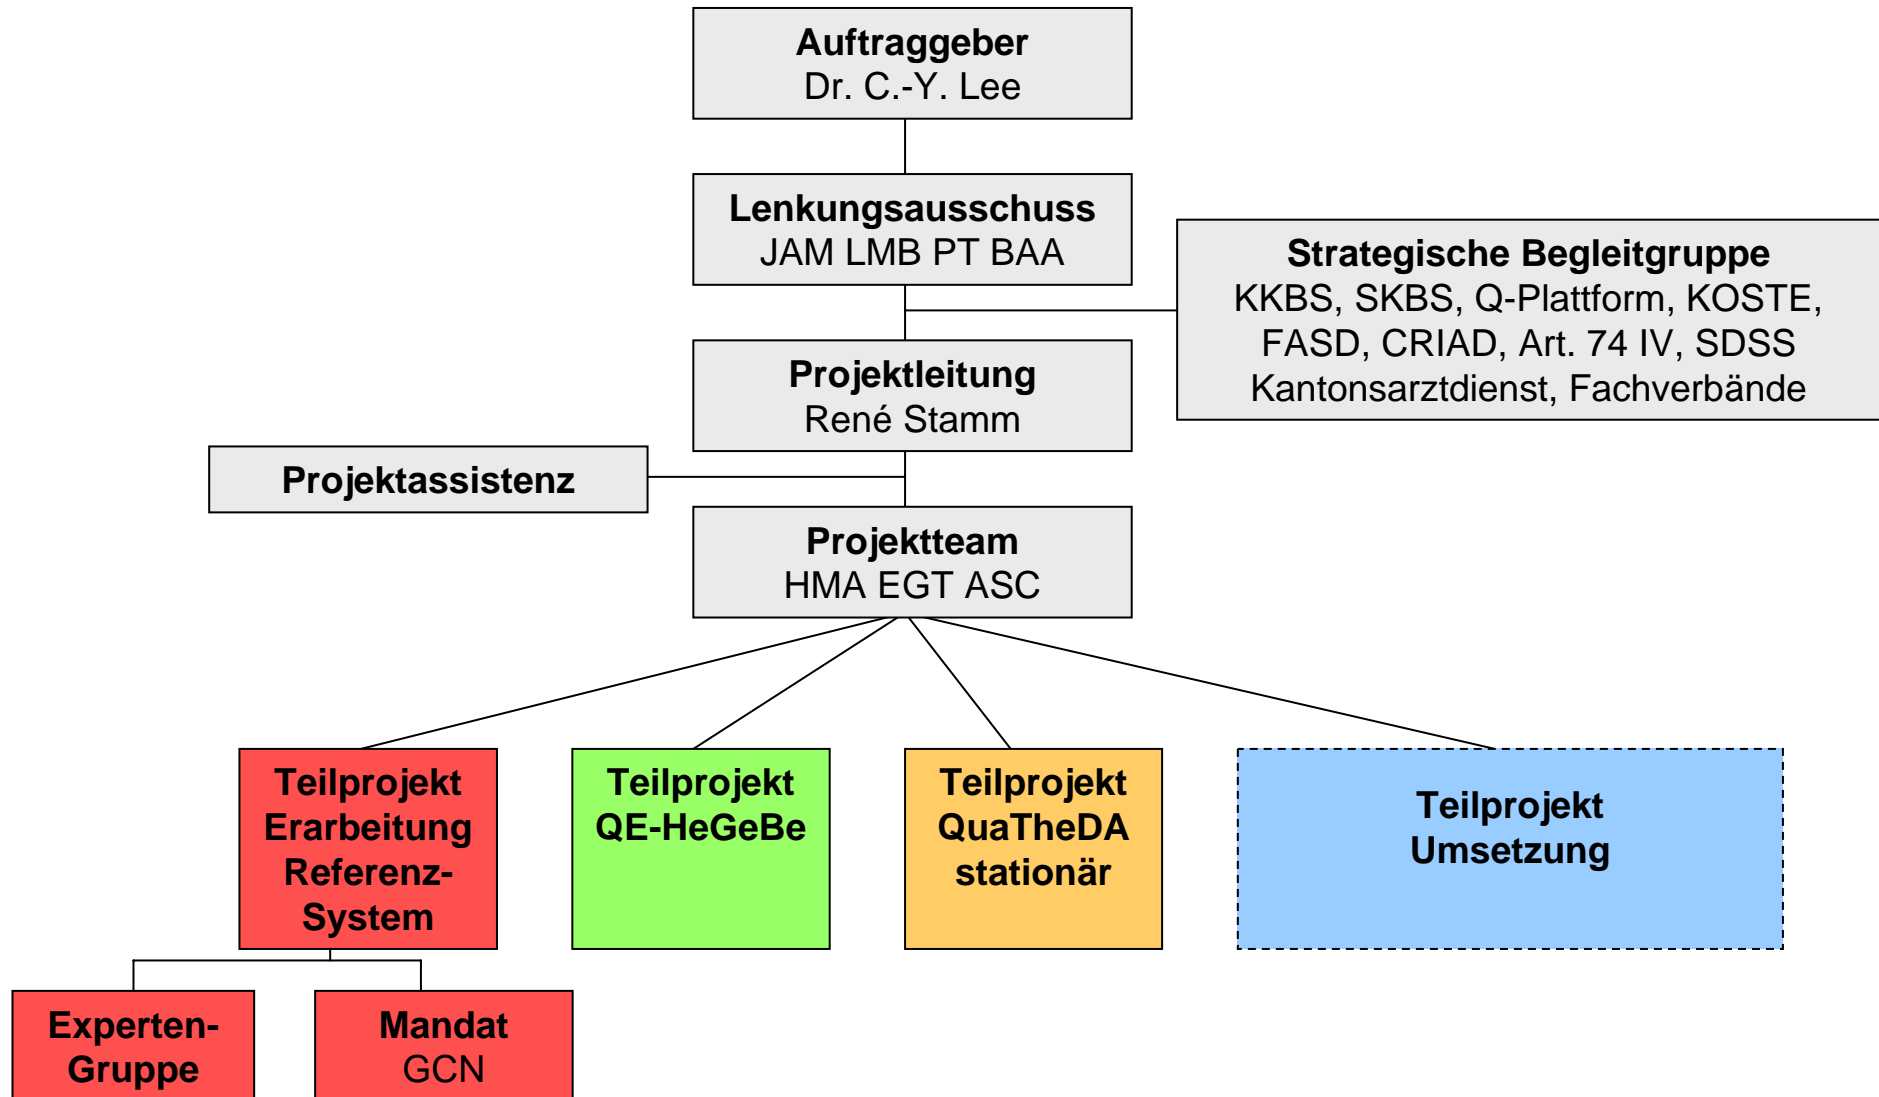 Auftraggeber
Dr. C.-Y. Lee
Lenkungsausschuss
JAM LMB PT BAA
Strategische Begleitgruppe
KKBS, SKBS, Q-Plattform, KOSTE,
FASD, CRIAD, Art. 74 IV, SDSS
Kantonsarztdienst, Fachverbände
Projektleitung
René Stamm
Projektassistenz
Projektteam
HMA EGT ASC
Teilprojekt
Erarbeitung
Referenz-
System
Teilprojekt
QE-HeGeBe
Teilprojekt
QuaTheDA
stationär
Teilprojekt
Umsetzung
Experten-
Gruppe
Mandat
GCN